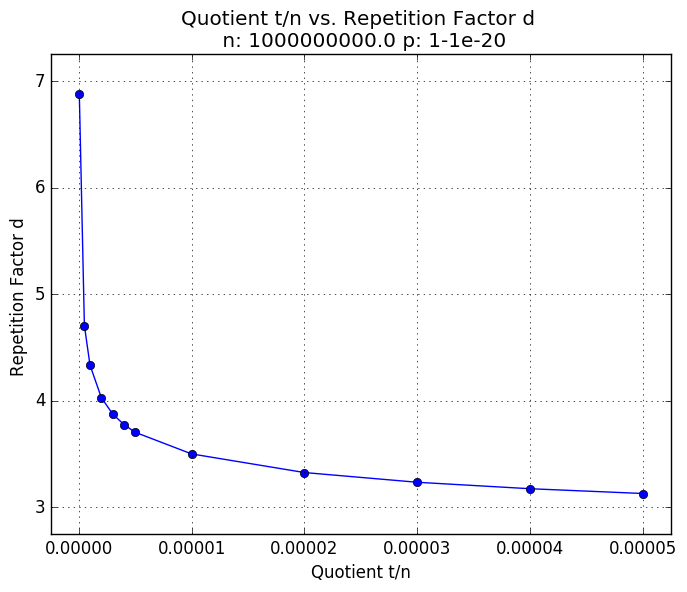 Quotient t/n vs. Repetition Factor d
n: 1000000000.0 p: 1-1e-20
7
6
5
4
3
Repetition Factor d
0.00000 0.00001 0.00002 0.00003 0.00004 0.00005
Quotient t/n